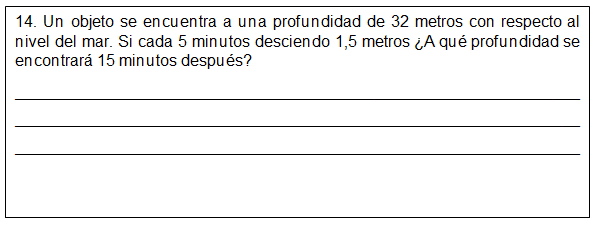 14. Un objeto se encuentra a una profundidad de 32 metros con respecto al
nivel del mar. Si cada 5 minutos desciendo 1,5 metros ¿A qué profundidad se
encontrará 15 minutos después?